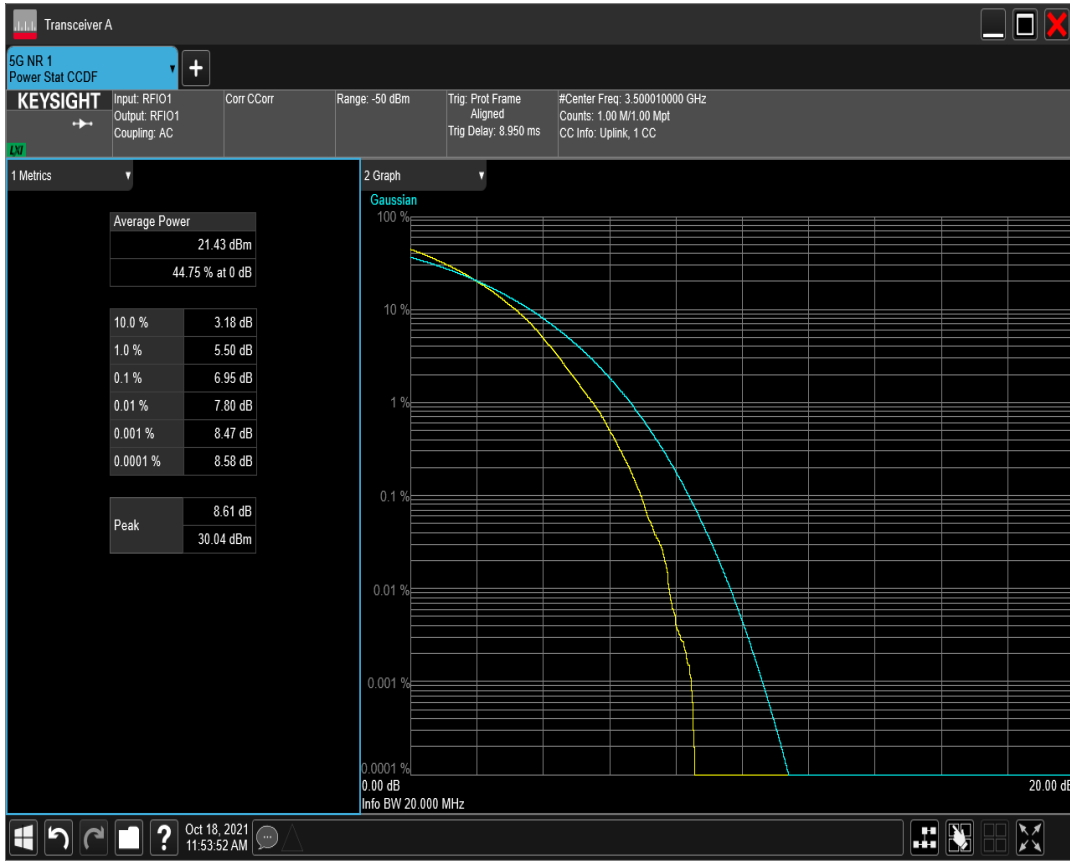 Transceiver A
5G NR 1
Power Stat CCDF
KEYSIGHT
LXI
Input: RFIO1
Output: RFIO1
Coupling: AC
Corr CCorr
Range: -50 dBm
Trig: Prot Frame
Aligned
Trig Delay: 8.950 ms
#Center Freq: 3.500010000 GHz
Counts: 1.00 M/1.00 Mpt
CC Info: Uplink, 1 CC
1 Metrics
Average Power
21.43 dBm
44.75 % at 0 dB
10.0 % 3.18 dB
1.0 % 5.50 dB
0.1 % 6.95 dB
0.01 % 7.80 dB
0.001 % 8.47 dB
0.0001 % 8.58 dB
Peak
8.61 dB
30.04 dBm
2 Graph
Gaussian
100 %
10 %
1 %
0.1 %
0.01 %
0.001 %
0.0001 %
0.00 dB 20.00 dB
Info BW 20.000 MHz
? Oct 18, 2021
11:53:52 AM